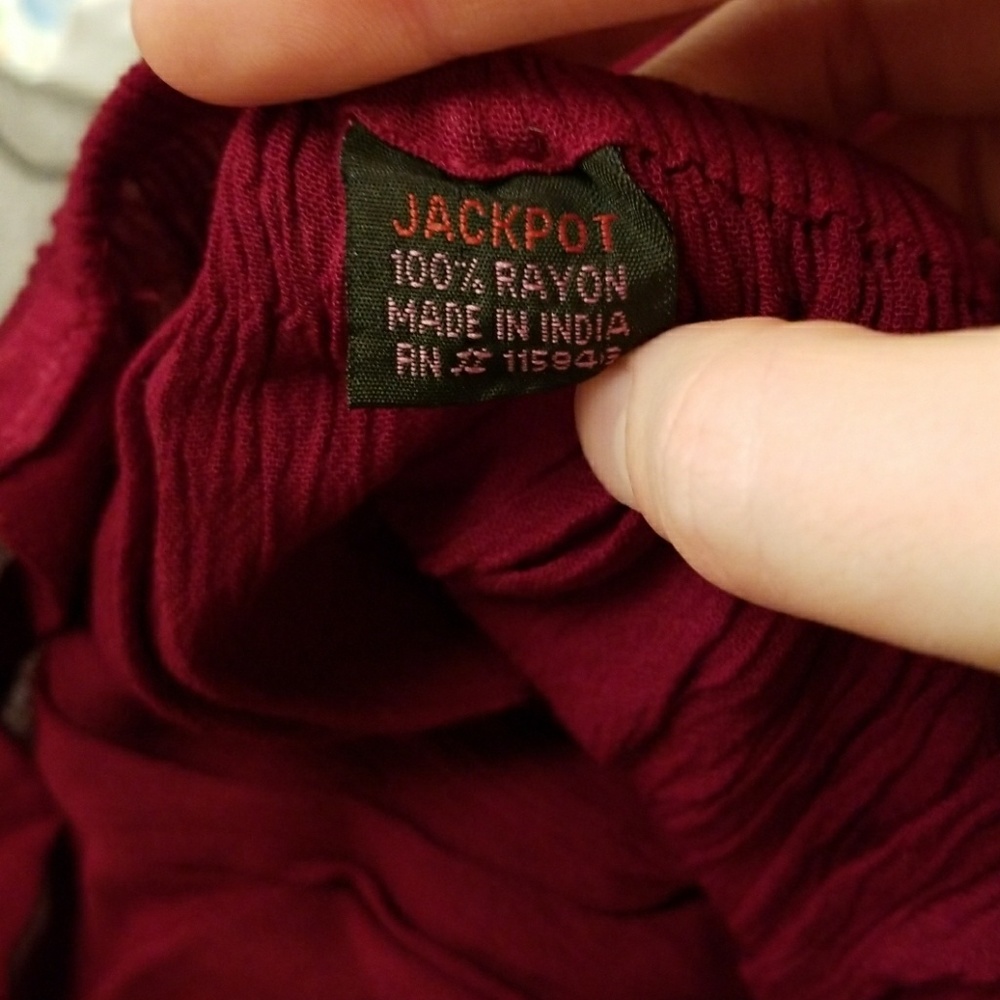 JACKPOT
100% RAYON
MADE IN INDIA
RN #